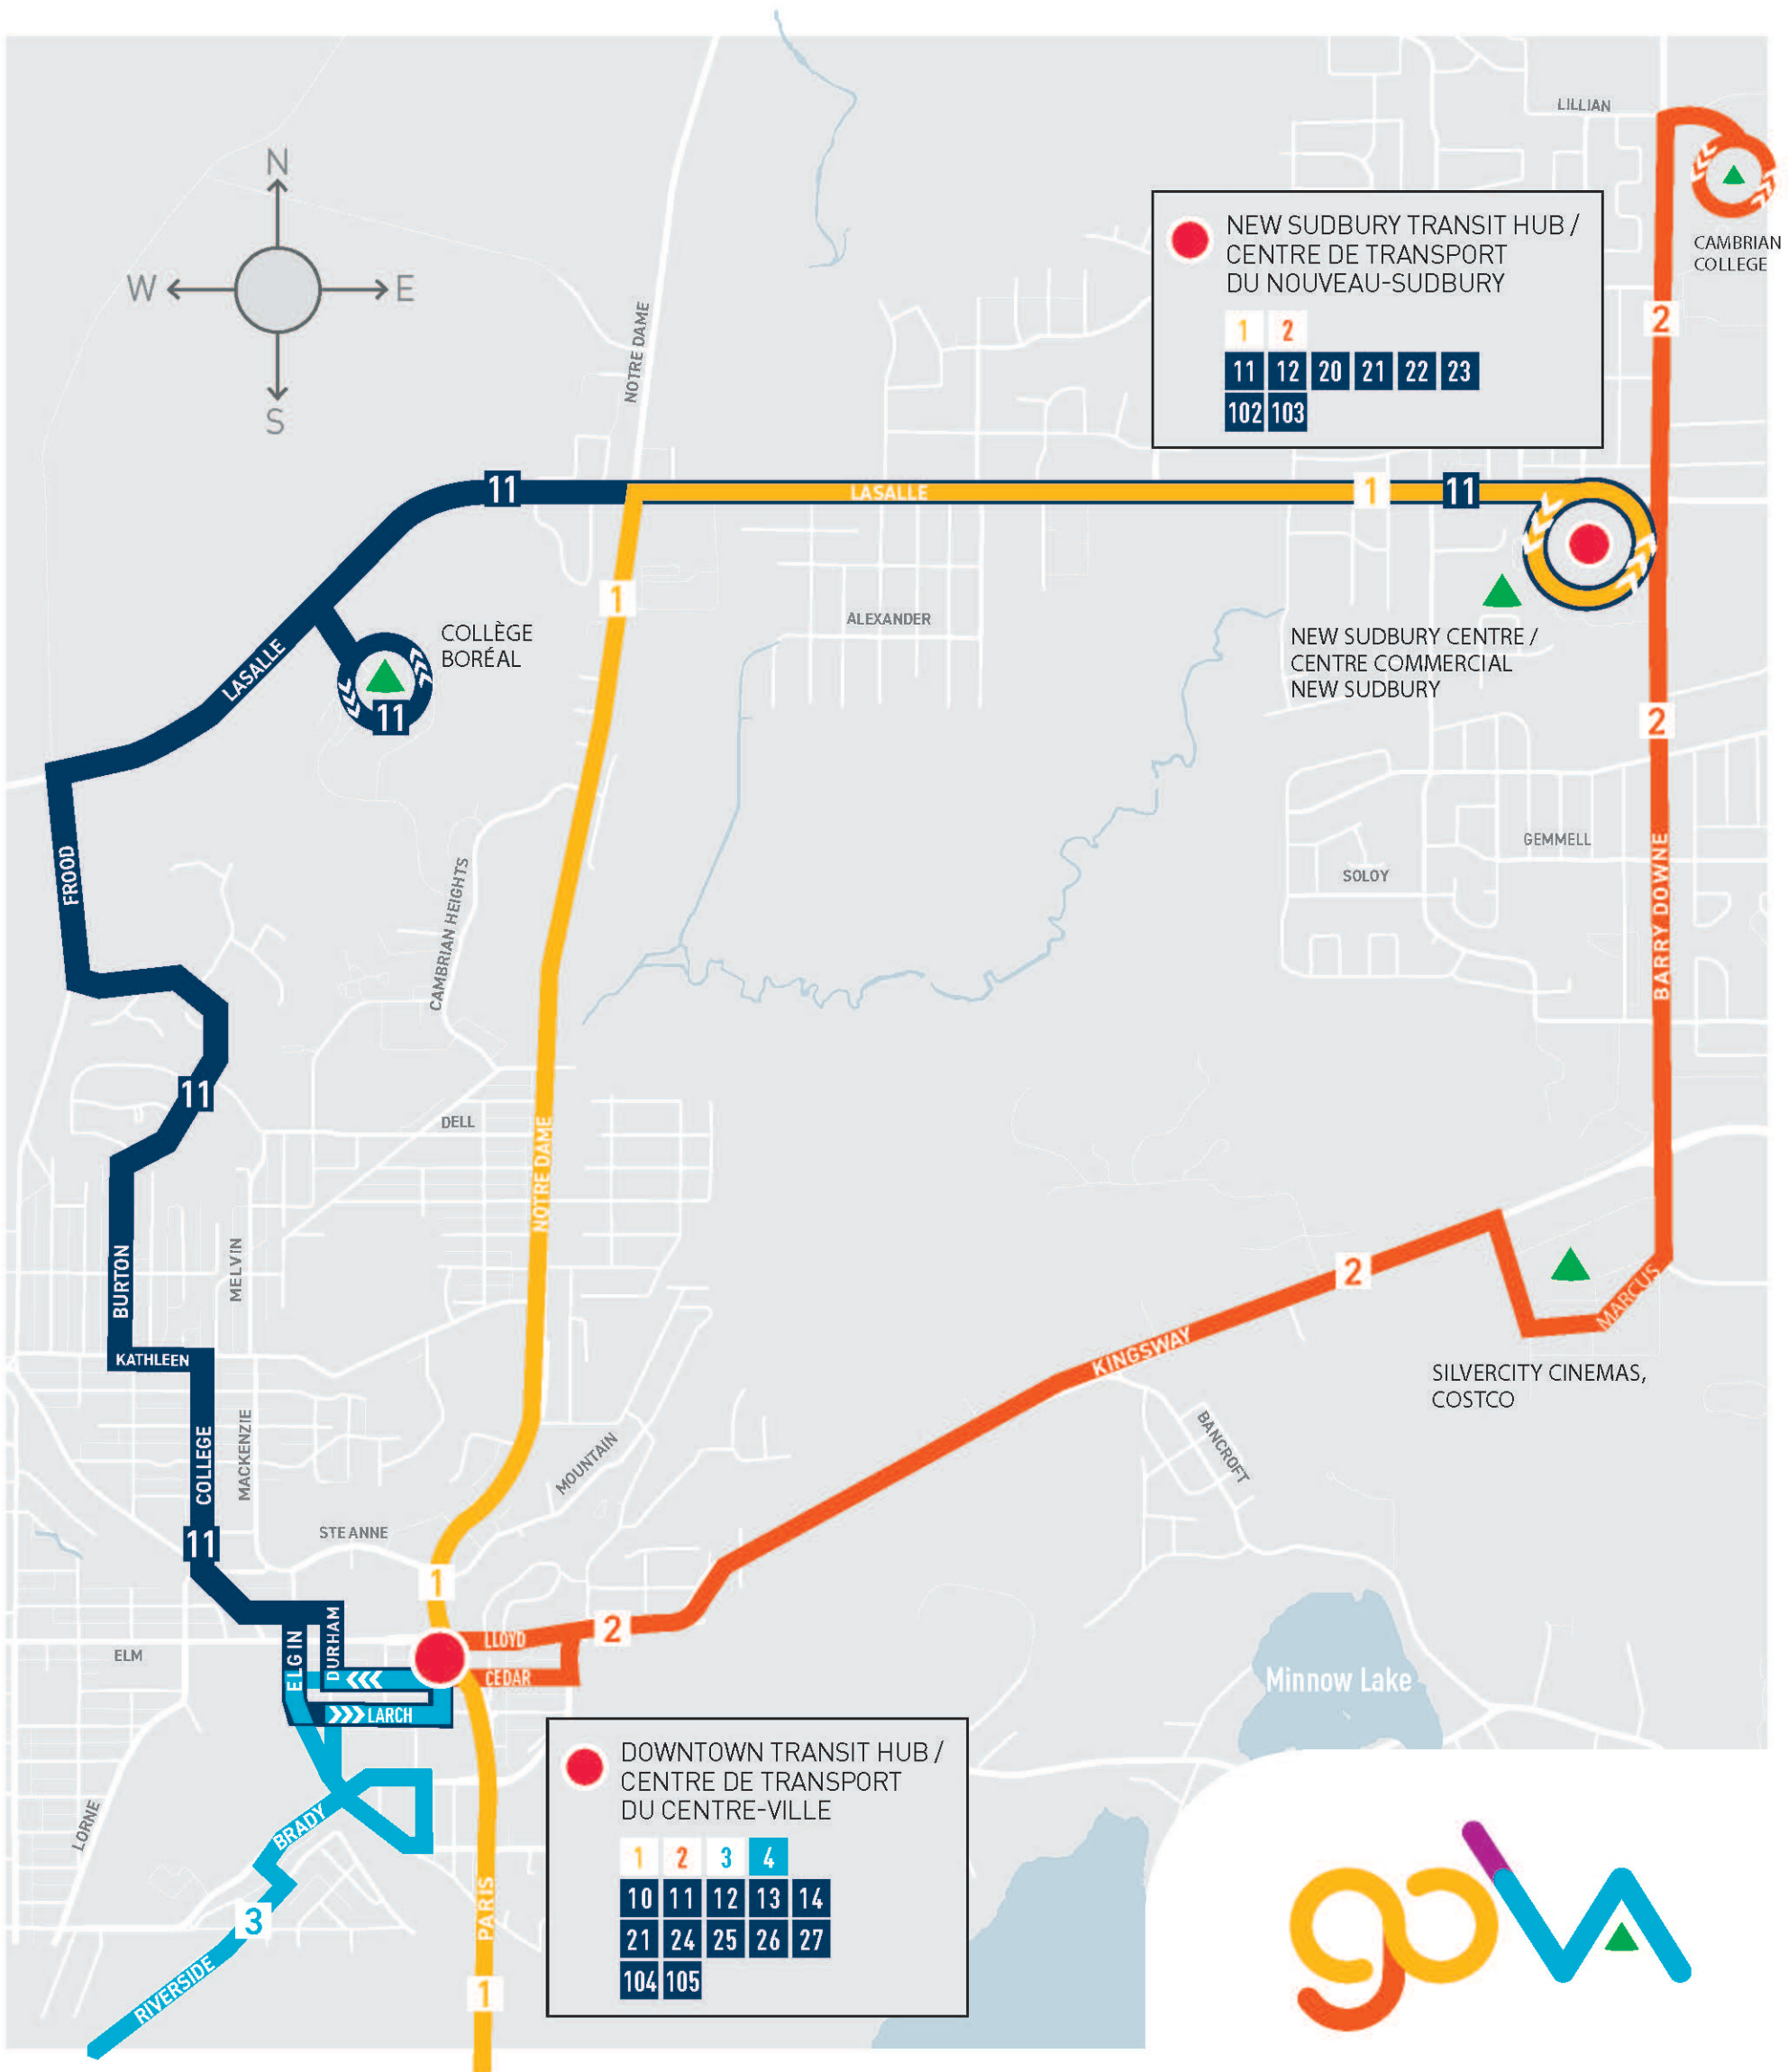 LILLIAN
N
W
E
S
NEW SUDBURY TRANSIT HUB /
CENTRE DE TRANSPORT
DU NOUVEAU-SUDBURY
1 2
11 12 20 21 22 23
102 103
CAMBRIAN
COLLEGE
2
NOTRE DAME
11
LASALLE
1
11
1
ALEXANDER
COLLÈGE
BORÉAL
11
LASALLE
NEW SUDBURY CENTRE /
CENTRE COMMERCIAL
NEW SUDBURY
2
FROOD
CAMBRIAN HEIGHTS
GEMMELL
SOLOY
BARRY DOWNE
11
DELL
NOTRE DAME
BURTON
MELVIN
KATHLEEN
2
MARCUS
KINGSWAY
SILVERCITY CINEMAS,
COSTCO
COLLEGE
MACKENZIE
MOUNTAIN
BANCROFT
11
STE ANNE
1
2
LLOYD
CEDAR
ELM
ELGIN
DURHAM
LARCH
Minnow Lake
DOWNTOWN TRANSIT HUB /
CENTRE DE TRANSPORT
DU CENTRE-VILLE
1 2 3 4
10 11 12 13 14
21 24 25 26 27
104 105
LORNE
BRADY
3
RIVERSIDE
PARIS
1
gova